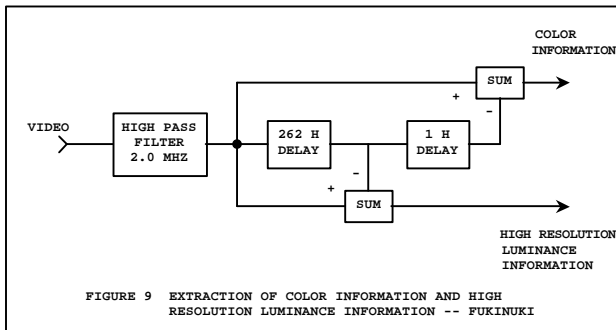 COLOR
INFORMATION
SUM
+
-
VIDEO
HIGH PASS
FILTER
2.0 MHZ
262 H
DELAY
1 H
DELAY
-
+
SUM
HIGH RESOLUTION
LUMINANCE
INFORMATION
FIGURE 9 EXTRACTION OF COLOR INFORMATION AND HIGH
RESOLUTION LUMINANCE INFORMATION -- FUKINUKI